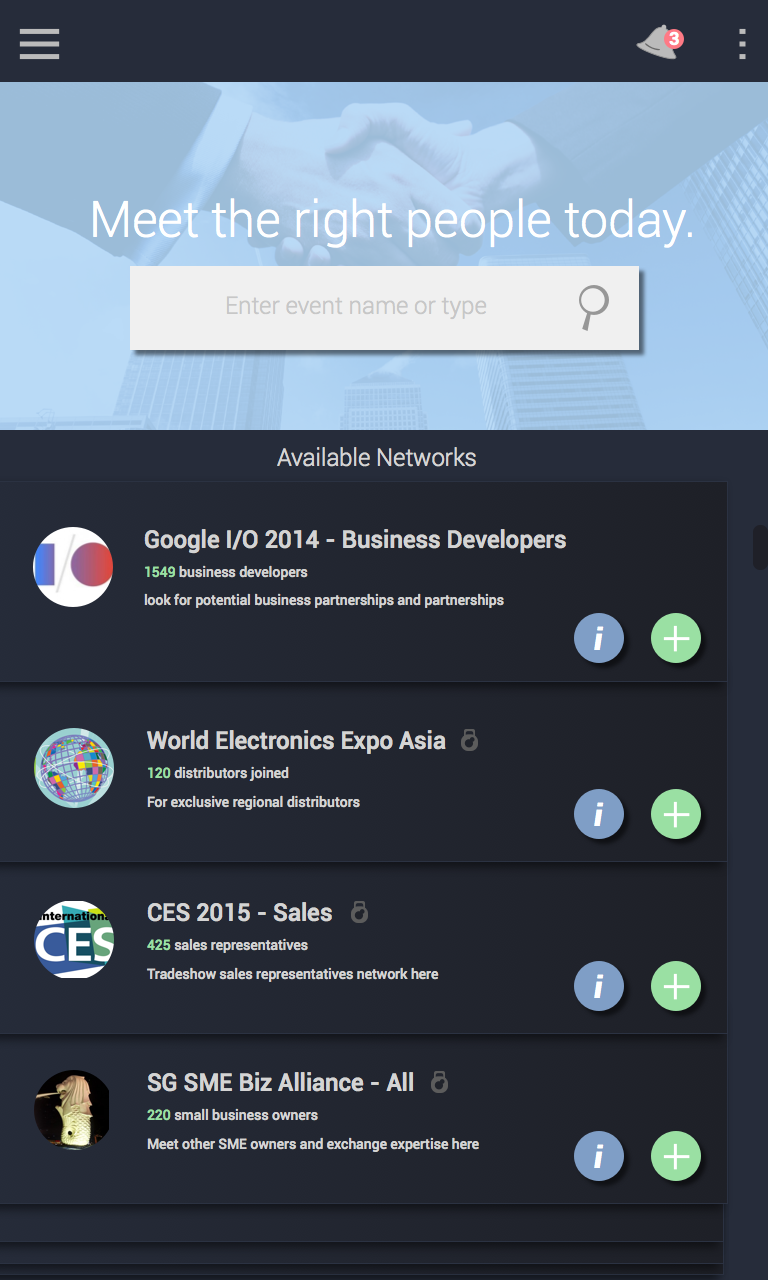 3
Meet the right people today.
Enter event name or type
Available Networks
I/O
Google I/O 2014 - Business Developers
1549 business developers
look for potential business partnerships and partnerships
i
World Electronics Expo Asia
120 distributors joined
For exclusive regional distributors
i
International
CES
CES 2015 - Sales
425 sales representatives
Tradeshow sales representatives network here
i
SG SME Biz Alliance - All
220 small business owners
Meet other SME owners and exchange expertise here
i